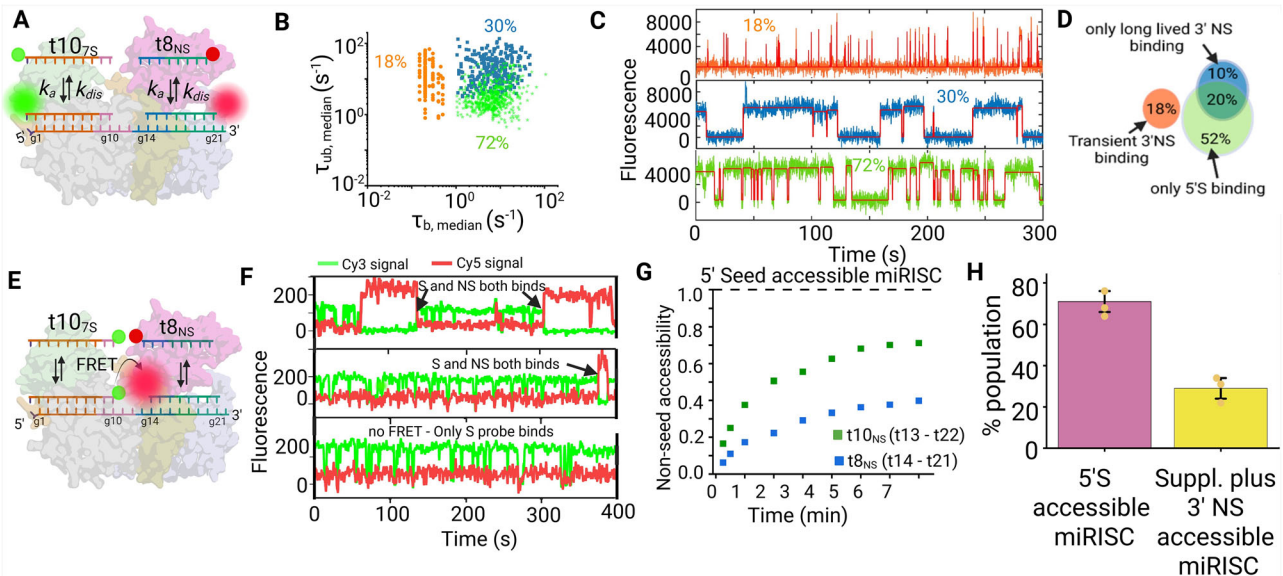 A
t10₇S
t8NS
kₐ
k_dis
kₐ
k_dis
5'
g1
g10
g14
g21
3'
B
18%
30%
72%
τub, median (s⁻¹)
10²
10⁰
10⁻²
10⁻²
10⁰
10²
τb, median (s⁻¹)
C
Fluorescence
8000
4000
0
18%
8000
4000
0
30%
4000
0
72%
0
100
200
300
Time (s)
D
only long lived 3' NS
binding
10%
20%
18%
52%
Transient 3'NS
binding
only 5'S binding
E
t10₇S
t8NS
FRET
5'
g1
g10
g14
g21
3'
F
Cy3 signal
Cy5 signal
Fluorescence
200
0
S and NS both binds
200
0
S and NS both binds
200
0
no FRET - Only S probe binds
0
100
200
300
400
Time (s)
G
5' Seed accessible miRISC
Non-seed accessibility
1.0
0.8
0.6
0.4
0.2
0.0
t10NS (t13 - t22)
t8NS (t14 - t21)
0
1
2
3
4
5
6
7
Time (min)
H
% population
80
60
40
20
0
5'S
accessible
miRISC
Suppl. plus
3' NS
accessible
miRISC